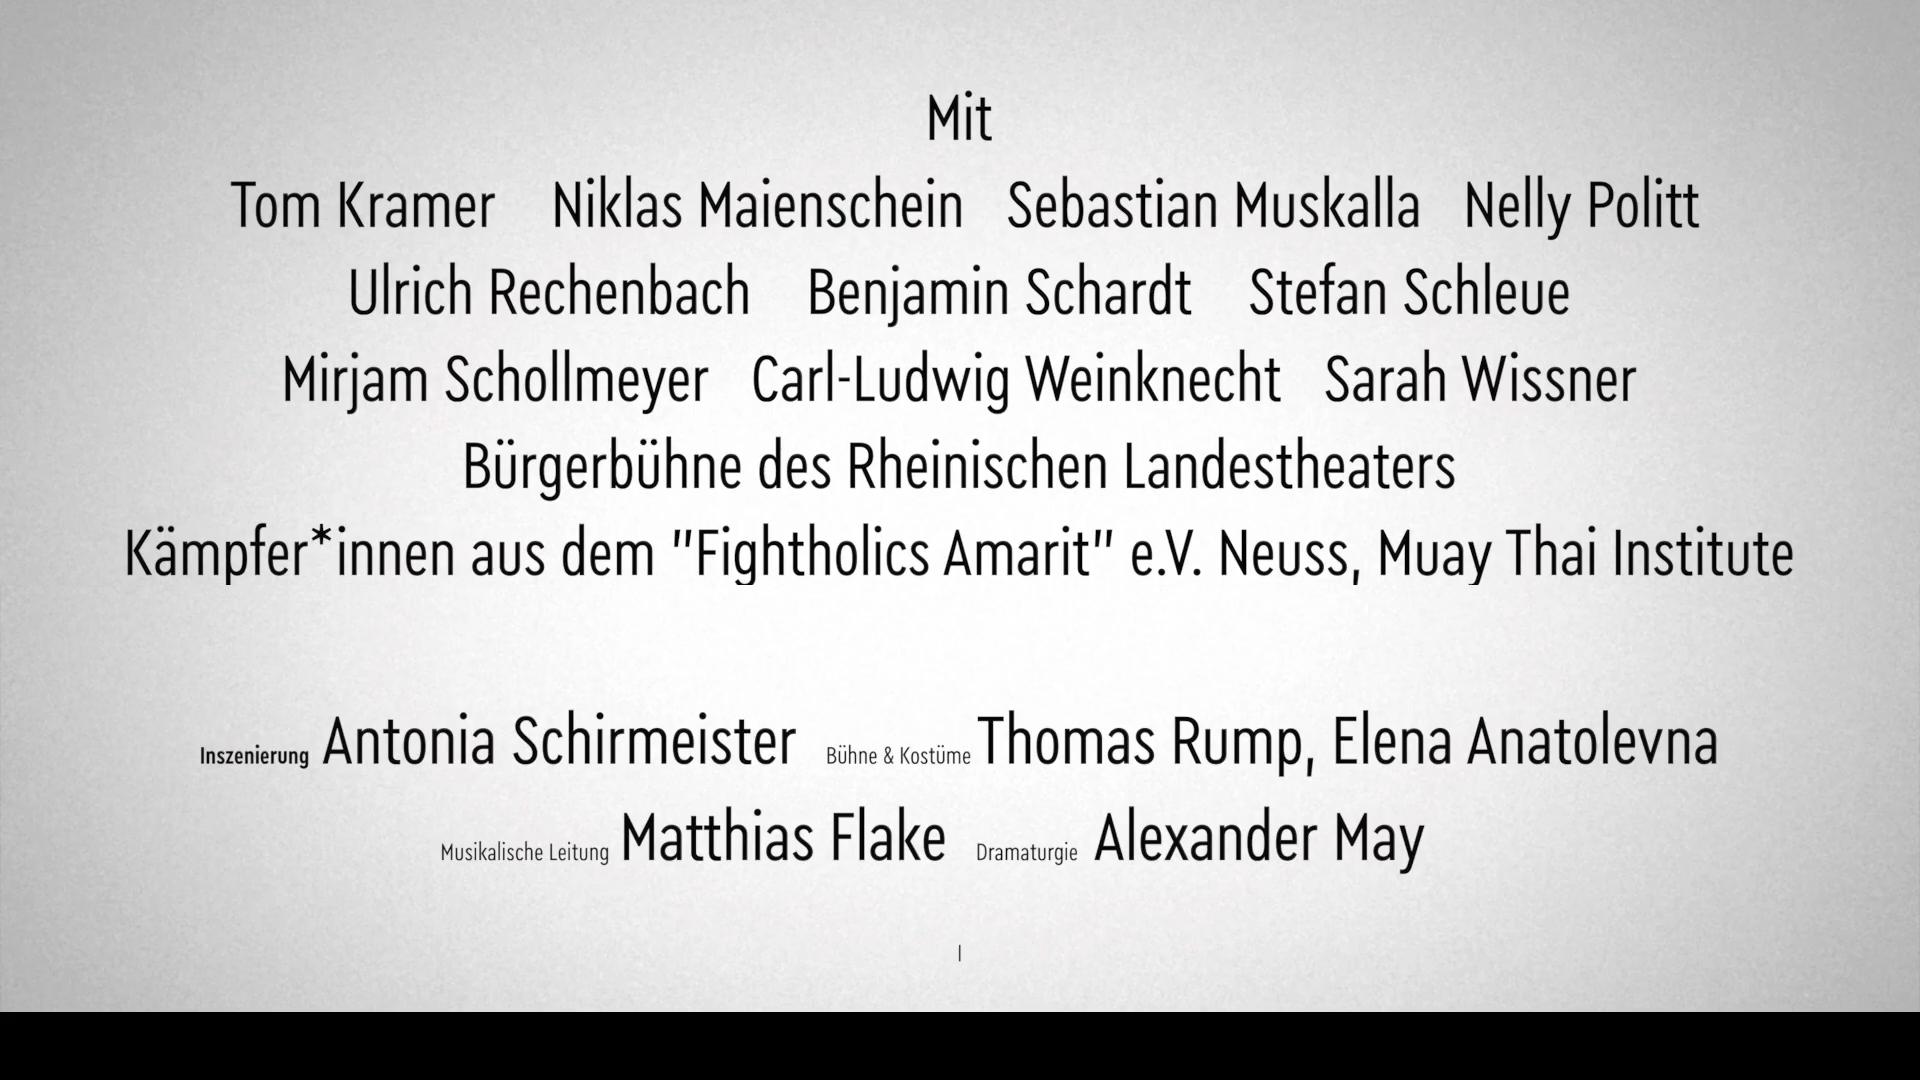 Mit
Tom Kramer Niklas Maienschein Sebastian Muskalla Nelly Politt
Ulrich Rechenbach Benjamin Schardt Stefan Schleue
Mirjam Schollmeyer Carl-Ludwig Weinknecht Sarah Wissner
Bürgerbühne des Rheinischen Landestheaters
Kämpfer*innen aus dem "Fightholics Amarit" e.V. Neuss, Muay Thai Institute
Inszenierung Antonia Schirmeister Bühne & Kostüme Thomas Rump, Elena Anatolevna
Musikalische Leitung Matthias Flake Dramaturgie Alexander May
|